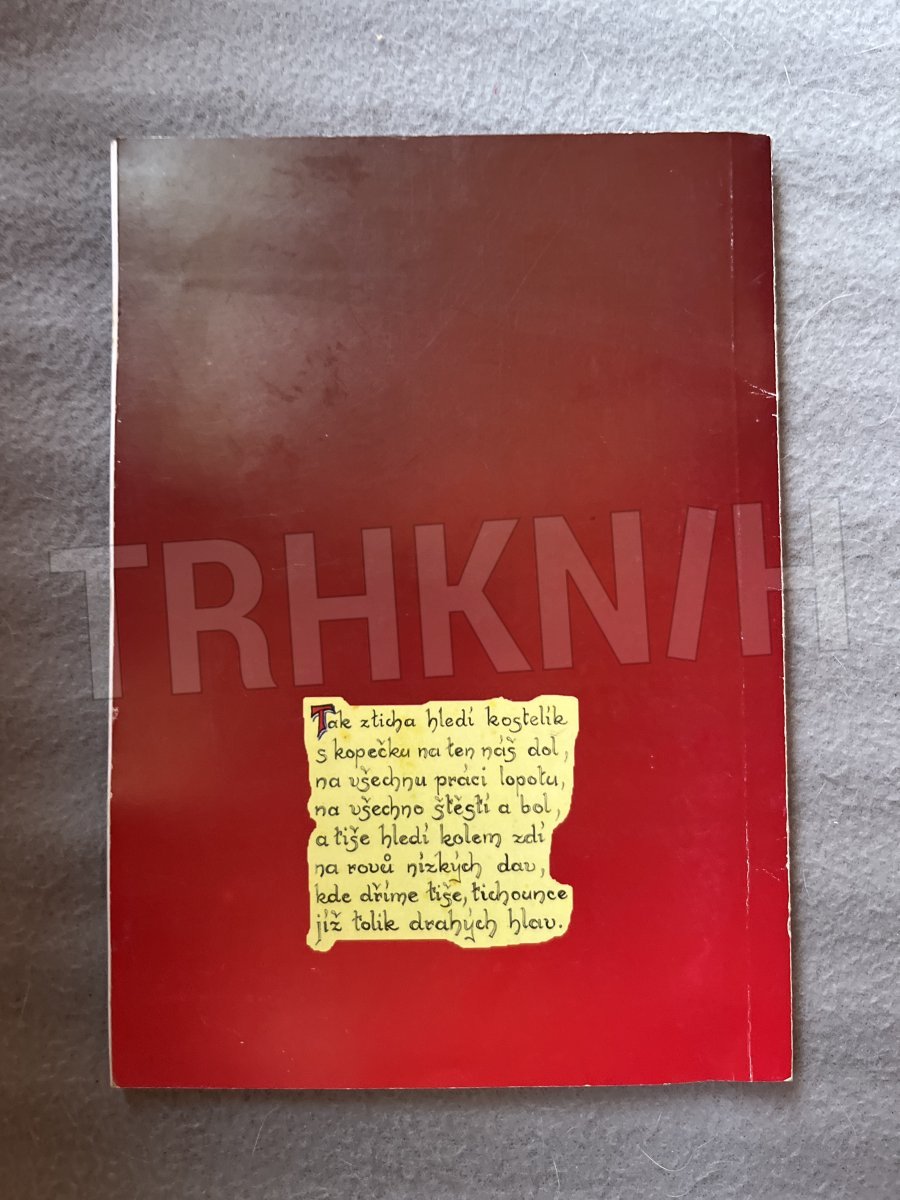 TRHKNIH
Tak zticha hledí kostelík
s kopečku na ten náš dol,
na všechnu práci lopotu,
na všechno štěstí a bol,
a tiše hledí kolem zdí
na rovů nízkých dav,
kde dříme tiše, tichounce
již tolik drahých hlav.